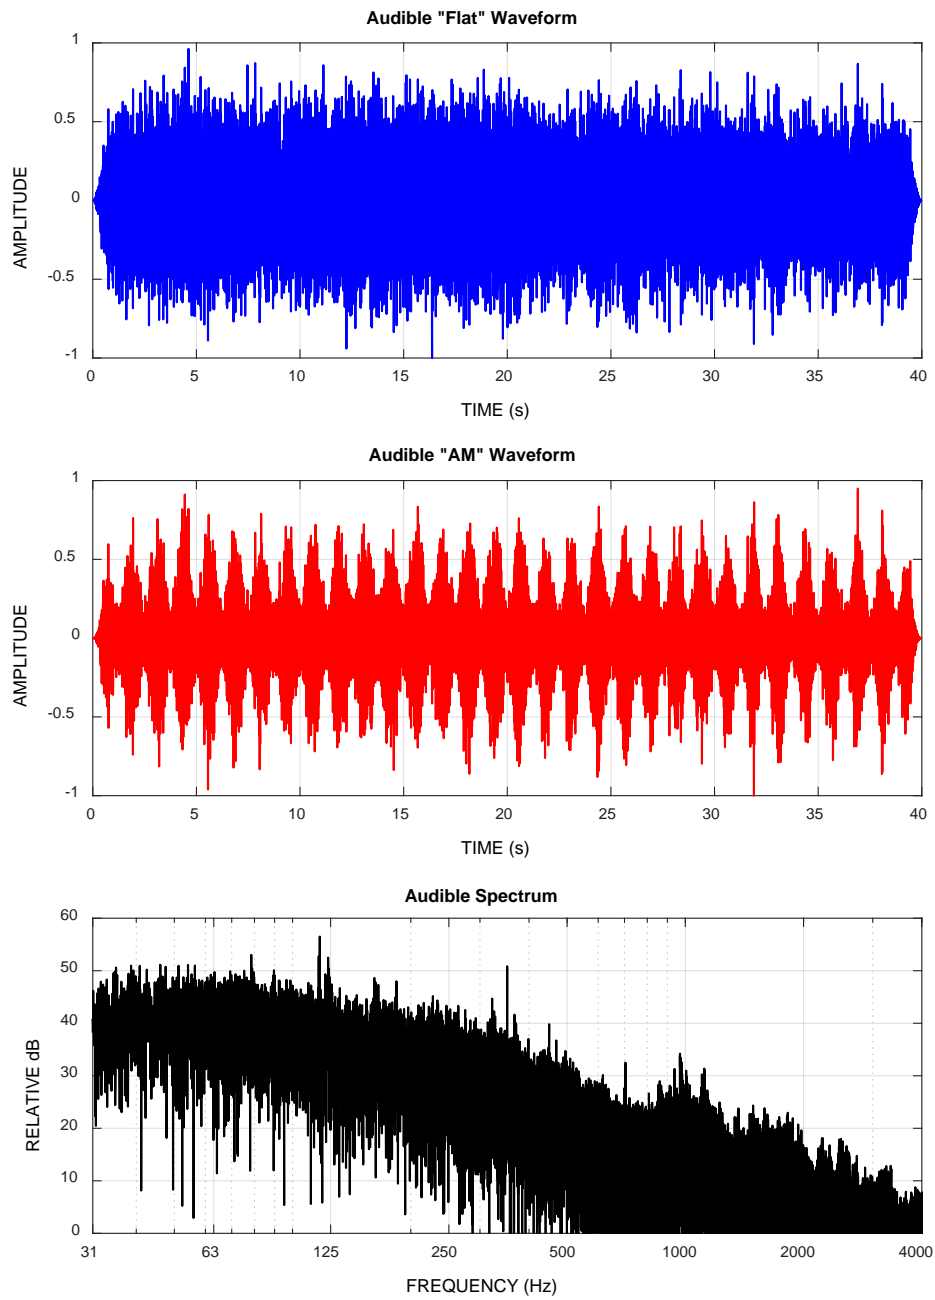 Audible "Flat" Waveform
1
0.5
0
-0.5
-1
AMPLITUDE
0 5 10 15 20 25 30 35 40
TIME (s)
Audible "AM" Waveform
1
0.5
0
-0.5
-1
AMPLITUDE
0 5 10 15 20 25 30 35 40
TIME (s)
Audible Spectrum
60
50
40
30
20
10
0
RELATIVE dB
31 63 125 250 500 1000 2000 4000
FREQUENCY (Hz)